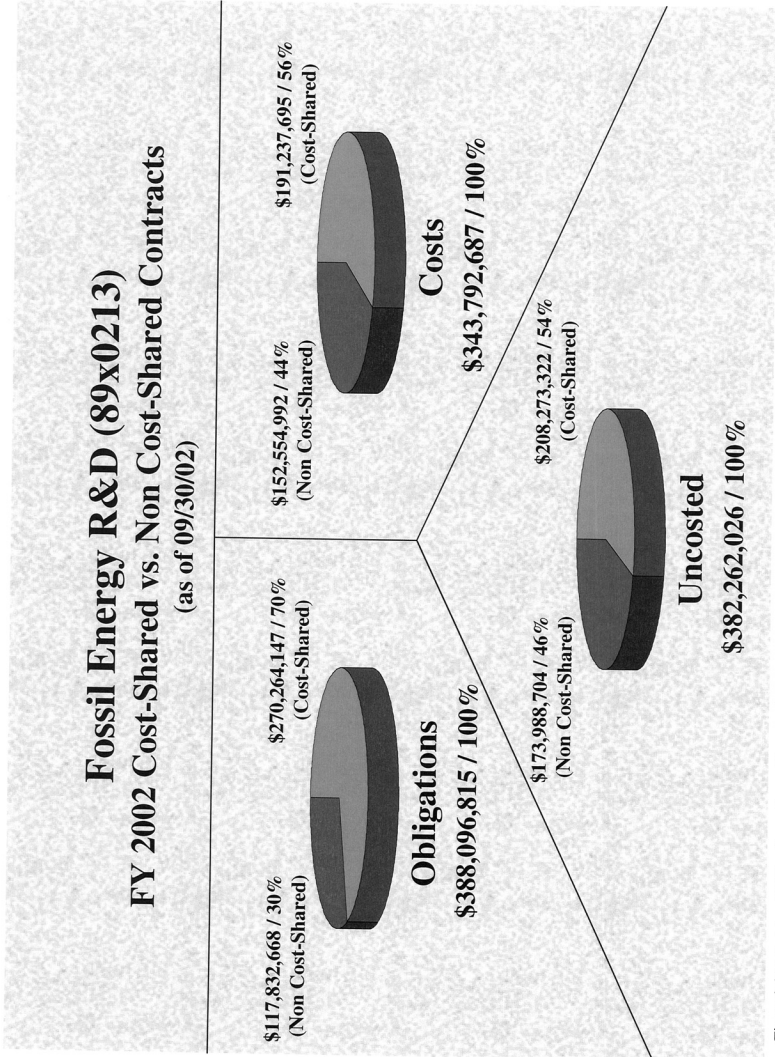 Fossil Energy R&D (89x0213)
FY 2002 Cost-Shared vs. Non Cost-Shared Contracts
(as of 09/30/02)
$117,832,668 / 30%
(Non Cost-Shared)
$270,264,147 / 70%
(Cost-Shared)
Obligations
$388,096,815 / 100%
$152,554,992 / 44%
(Non Cost-Shared)
$191,237,695 / 56%
(Cost-Shared)
Costs
$343,792,687 / 100%
$173,988,704 / 46%
(Non Cost-Shared)
$208,273,322 / 54%
(Cost-Shared)
Uncosted
$382,262,026 / 100%